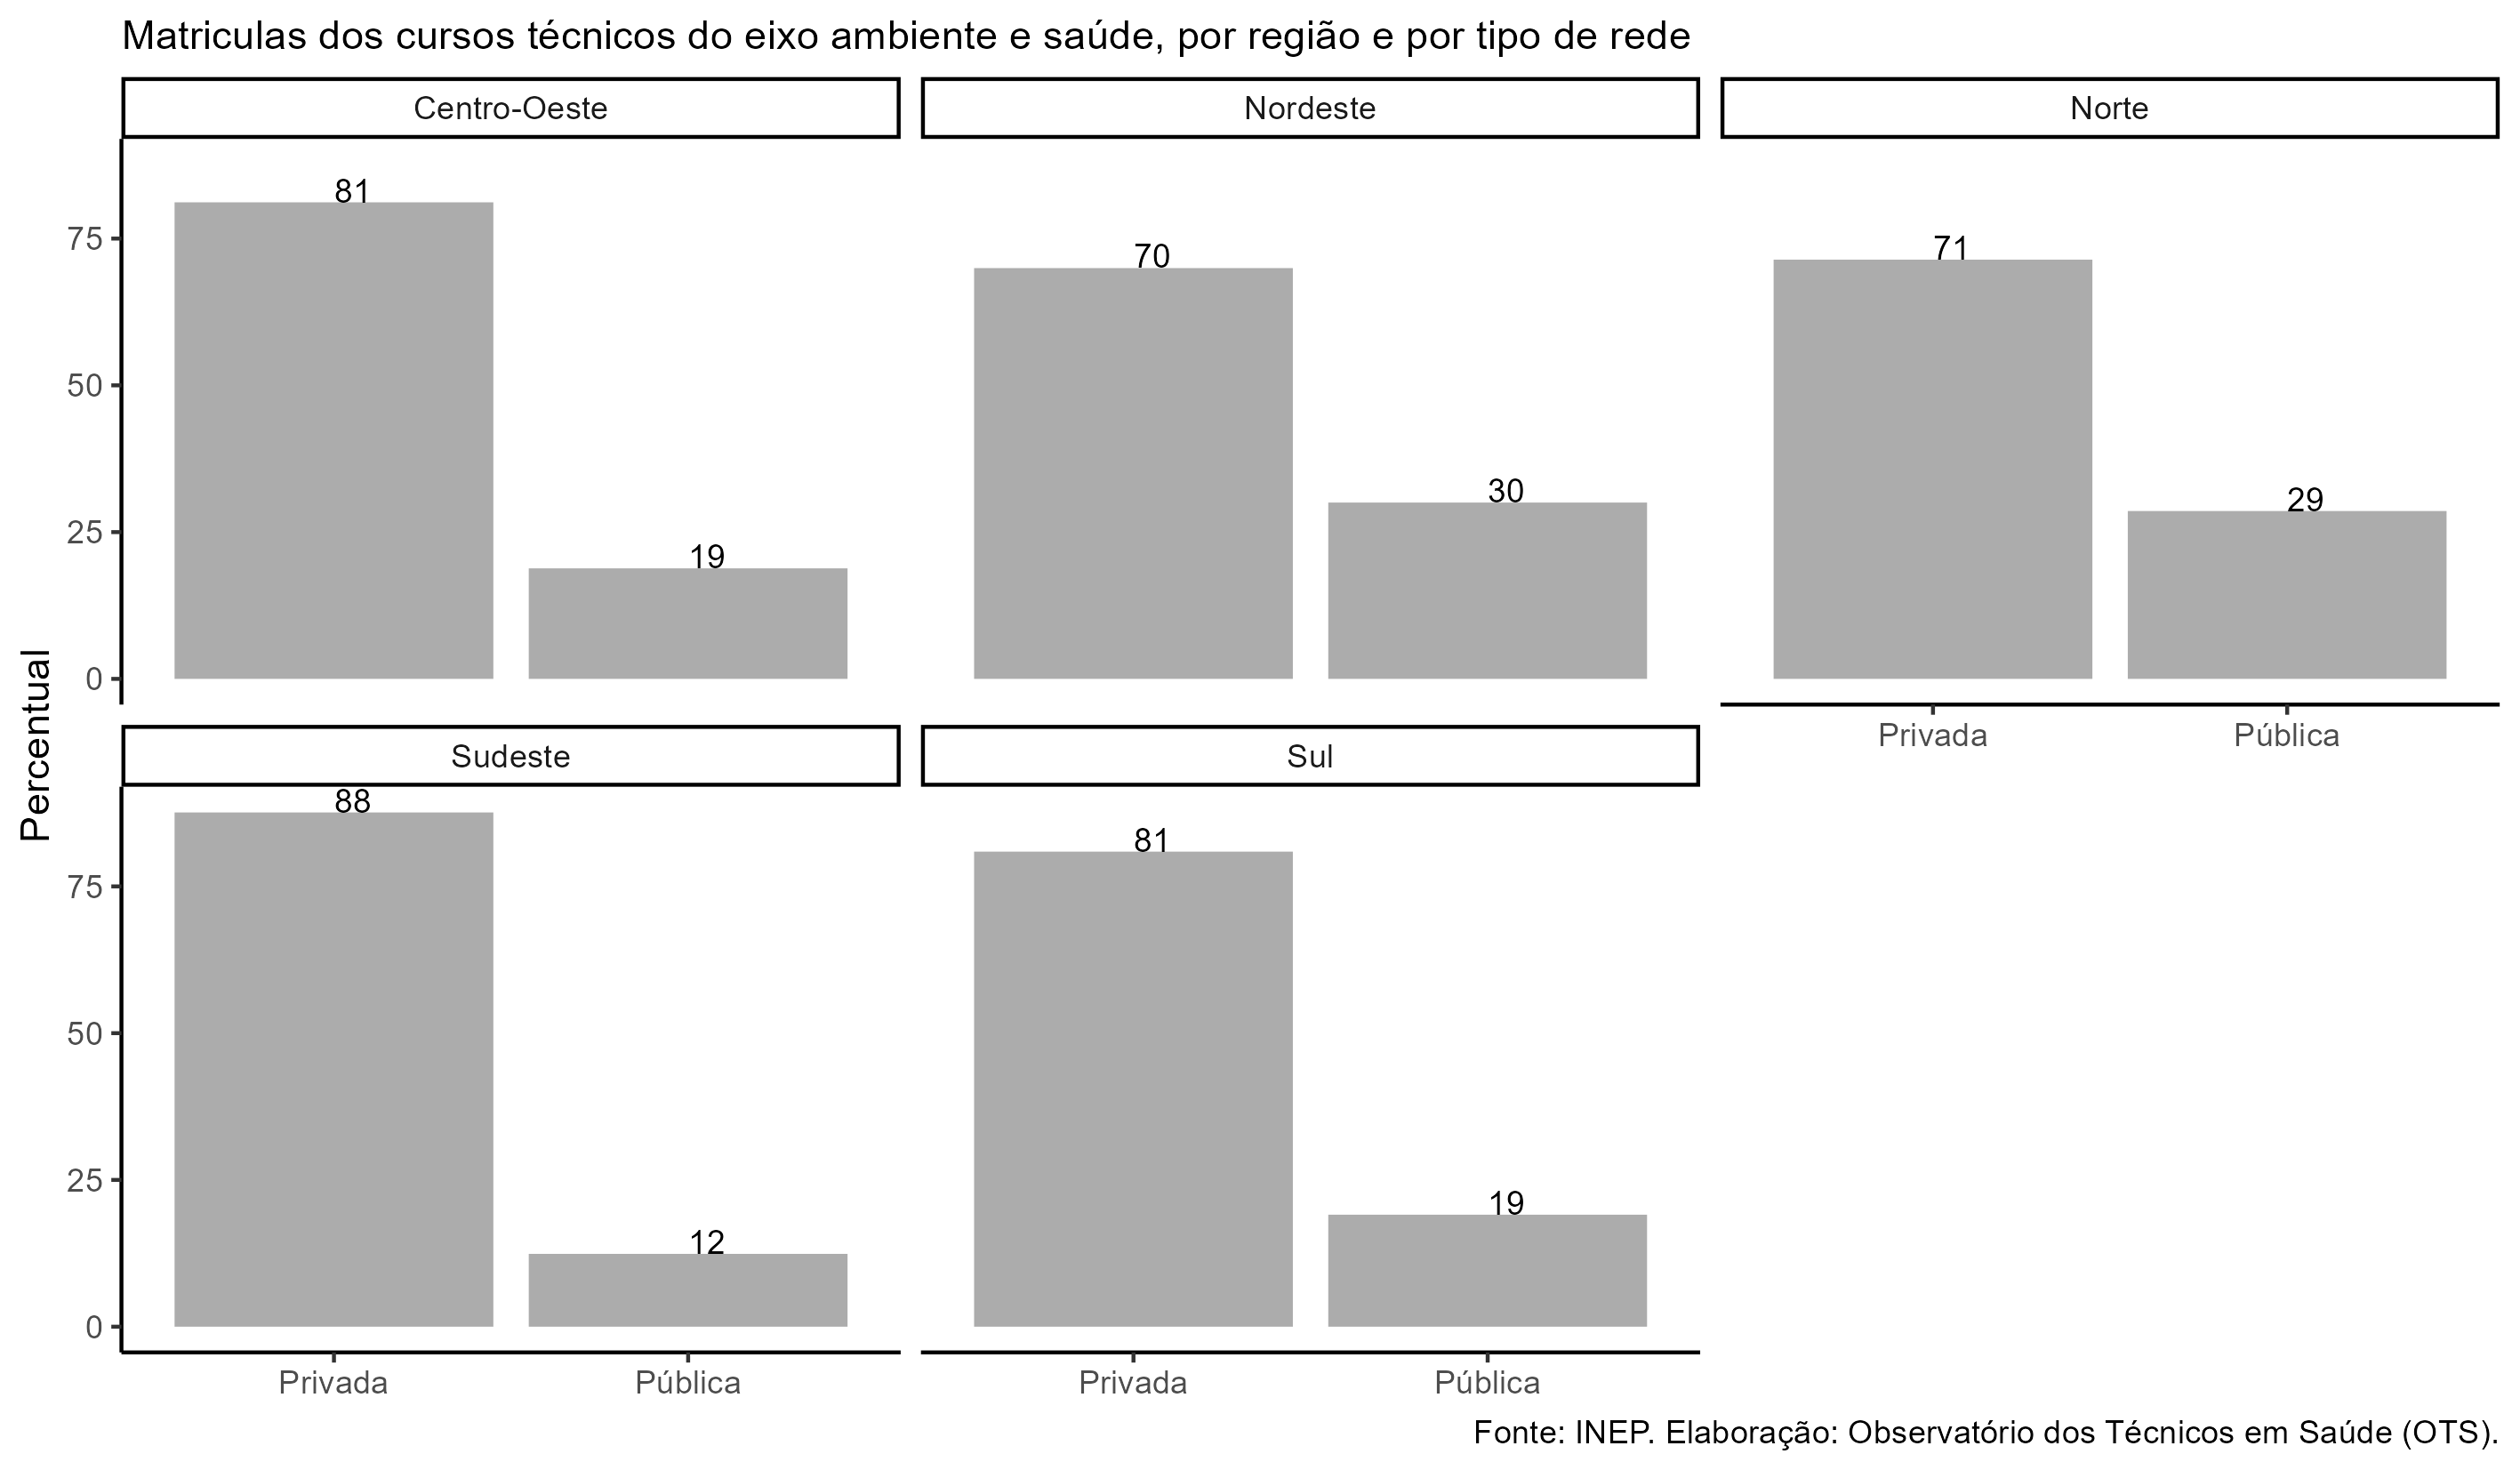 Matriculas dos cursos técnicos do eixo ambiente e saúde, por região e por tipo de rede
Centro-Oeste
Nordeste
Norte
81
19
70
30
71
29
75
50
25
0
Privada
Pública
Percentual
Sudeste
Sul
88
12
81
19
75
50
25
0
Privada
Pública
Privada
Pública
Fonte: INEP. Elaboração: Observatório dos Técnicos em Saúde (OTS).